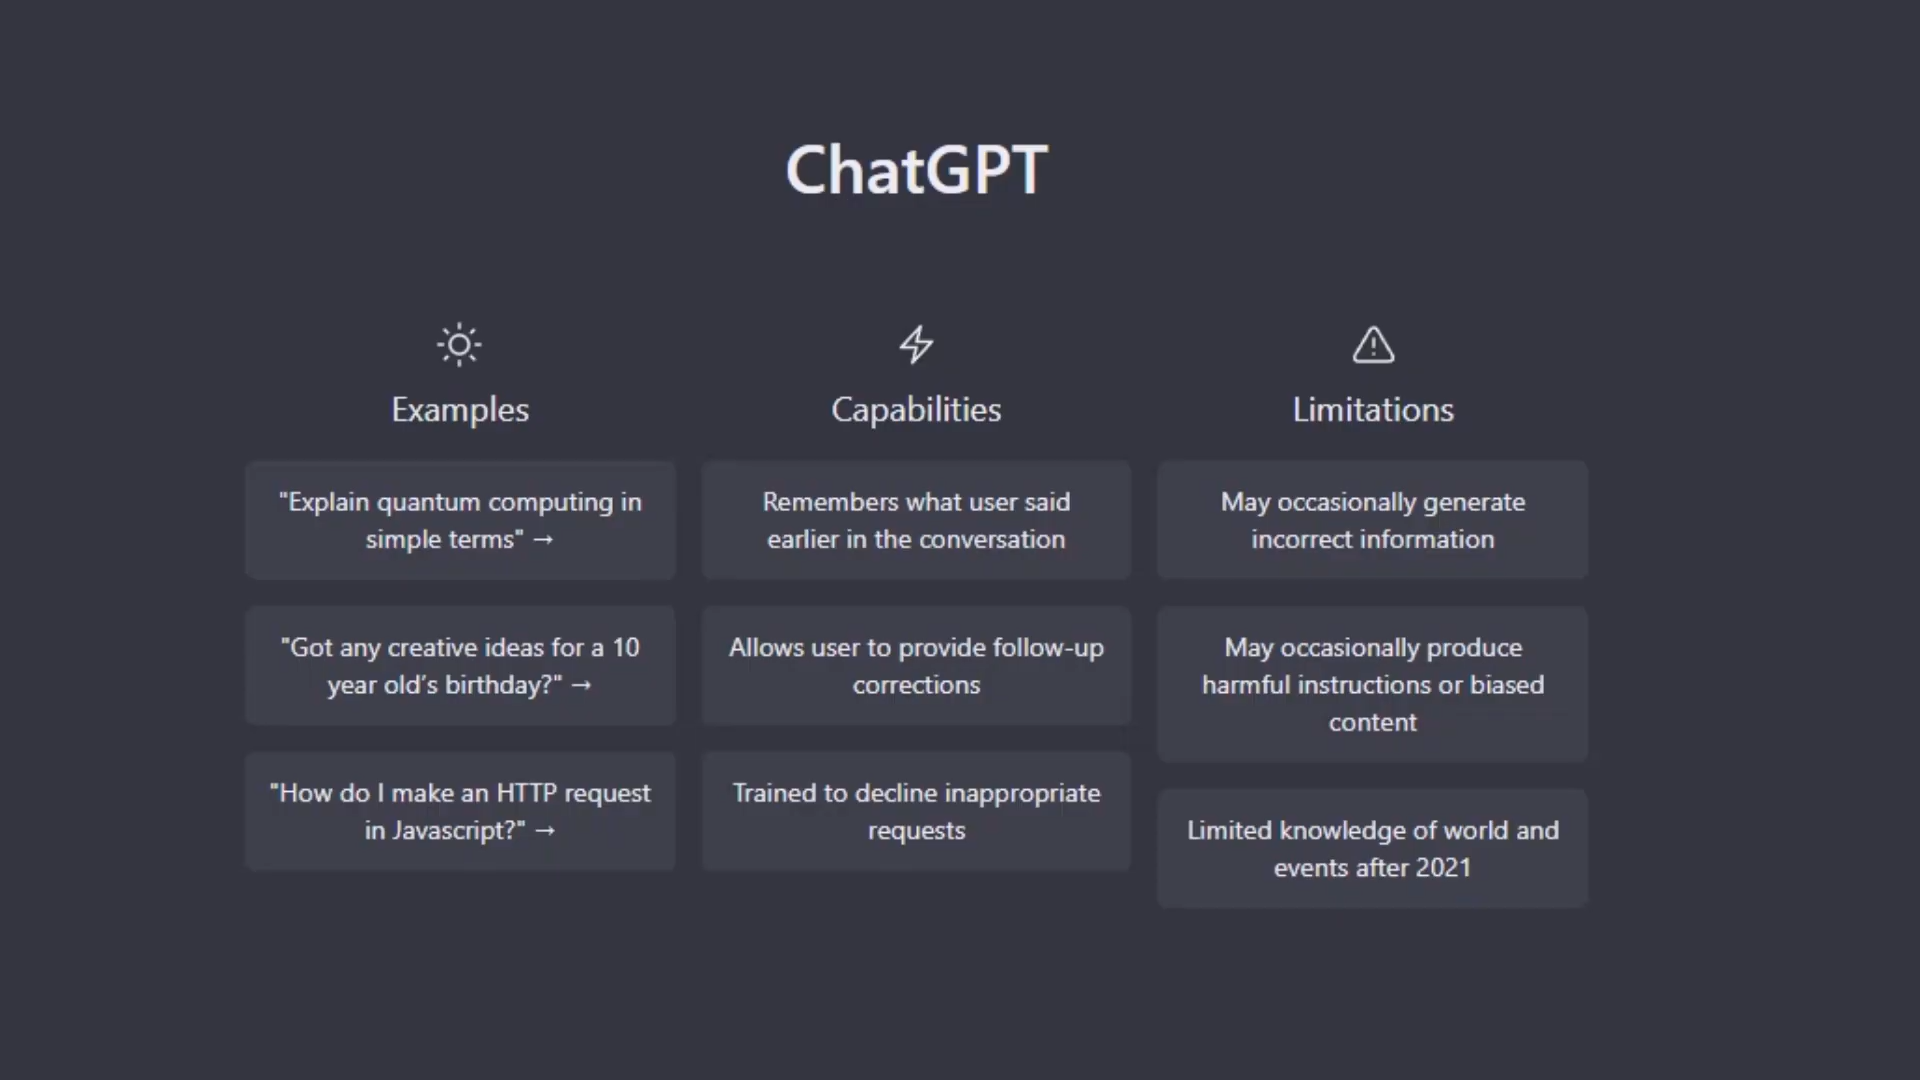 ChatGPT
Examples
"Explain quantum computing in
simple terms" →
"Got any creative ideas for a 10
year old's birthday?" →
"How do I make an HTTP request
in Javascript?" →
Capabilities
Remembers what user said
earlier in the conversation
Allows user to provide follow-up
corrections
Trained to decline inappropriate
requests
Limitations
May occasionally generate
incorrect information
May occasionally produce
harmful instructions or biased
content
Limited knowledge of world and
events after 2021